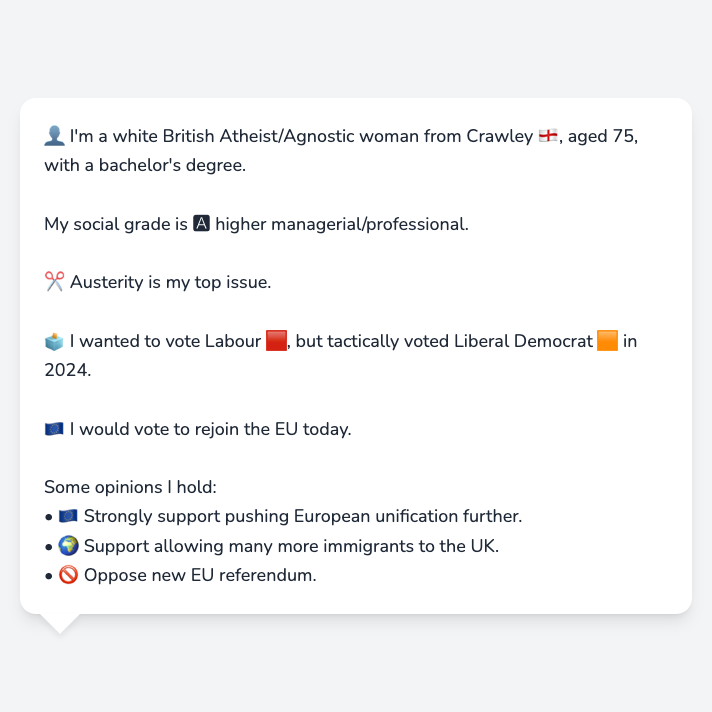 👤 I'm a white British Atheist/Agnostic woman from Crawley 🏴󠁧󠁢󠁥󠁮󠁧󠁿, aged 75,
with a bachelor's degree.
My social grade is 🅰 higher managerial/professional.
✂️ Austerity is my top issue.
🗳️ I wanted to vote Labour 🟥, but tactically voted Liberal Democrat 🟧 in
2024.
🇪🇺 I would vote to rejoin the EU today.
Some opinions I hold:
• 🇪🇺 Strongly support pushing European unification further.
• 🌍 Support allowing many more immigrants to the UK.
• 🚫 Oppose new EU referendum.